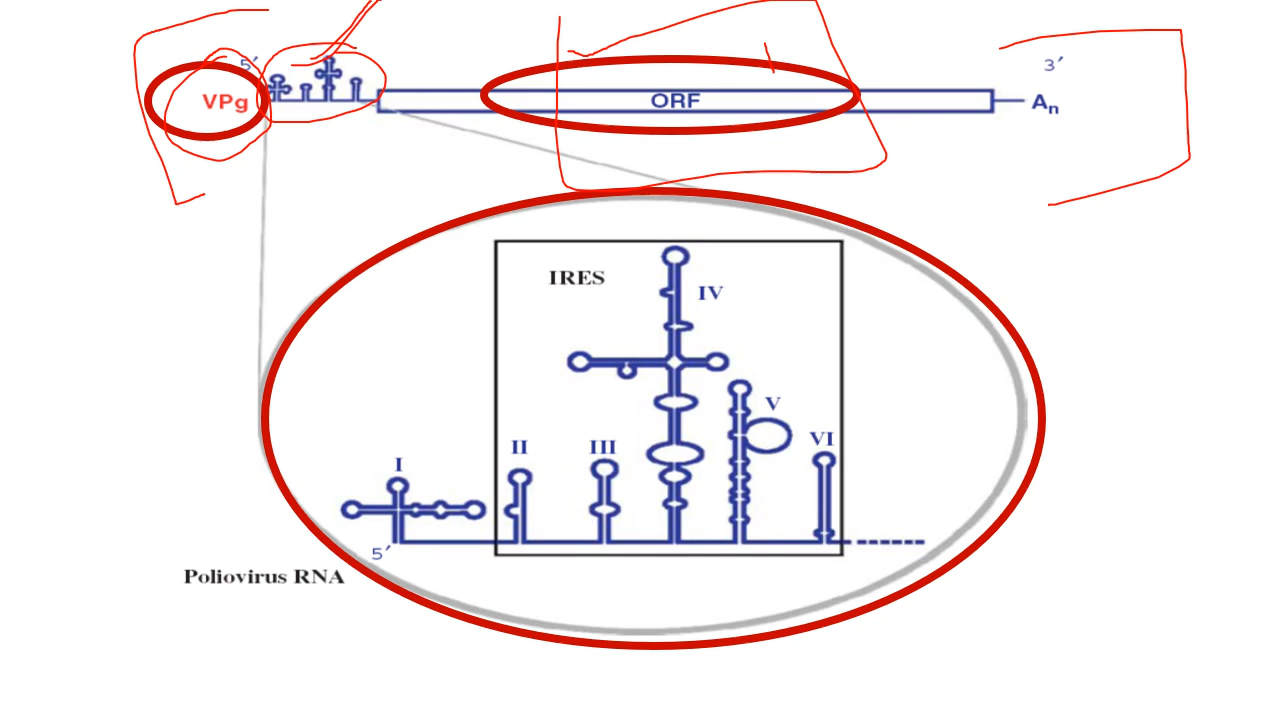 5′ 3′
VPg ORF An
IRES
IV
V
II III VI
I
5′
Poliovirus RNA